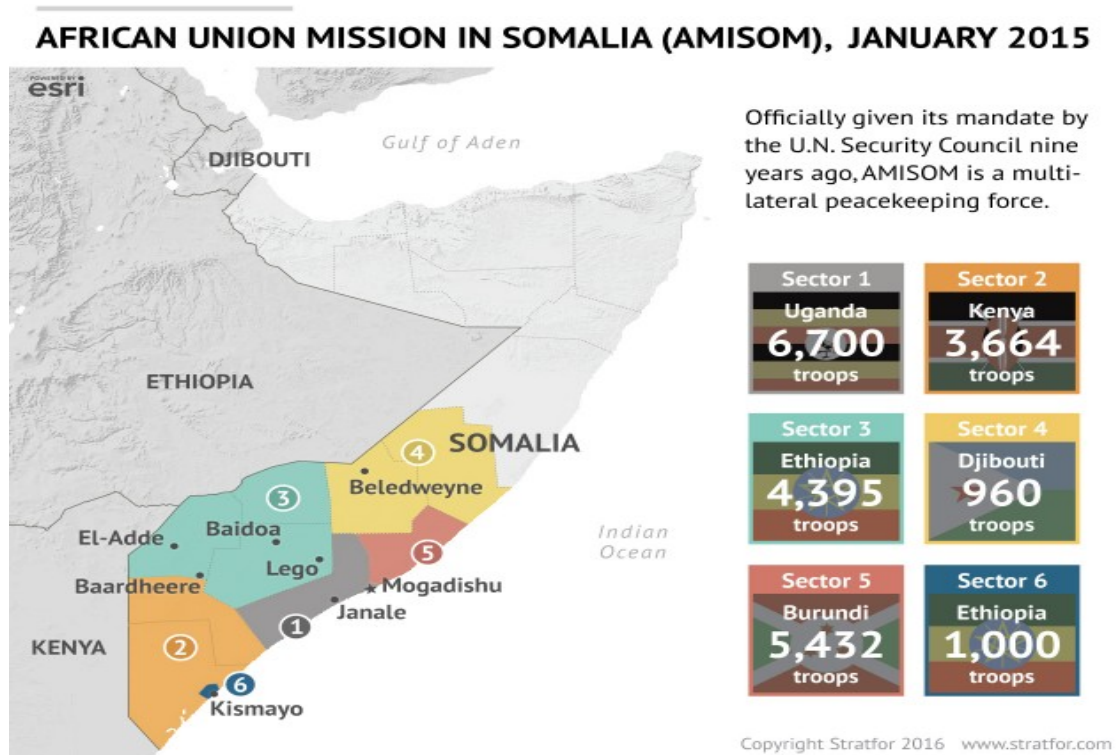 AFRICAN UNION MISSION IN SOMALIA (AMISOM), JANUARY 2015
POWERED BY
esri
Gulf of Aden
DJIBOUTI
ETHIOPIA
SOMALIA
4
Beledweyne
3
El-Adde
Baidoa
Lego
5
Baardheere
Mogadishu
Janale
1
KENYA
2
6
Kismayo
Indian
Ocean
Officially given its mandate by
the U.N. Security Council nine
years ago, AMISOM is a multi-
lateral peacekeeping force.
Sector 1
Uganda
6,700
troops
Sector 2
Kenya
3,664
troops
Sector 3
Ethiopia
4,395
troops
Sector 4
Djibouti
960
troops
Sector 5
Burundi
5,432
troops
Sector 6
Ethiopia
1,000
troops
Copyright Stratfor 2016 www.stratfor.com